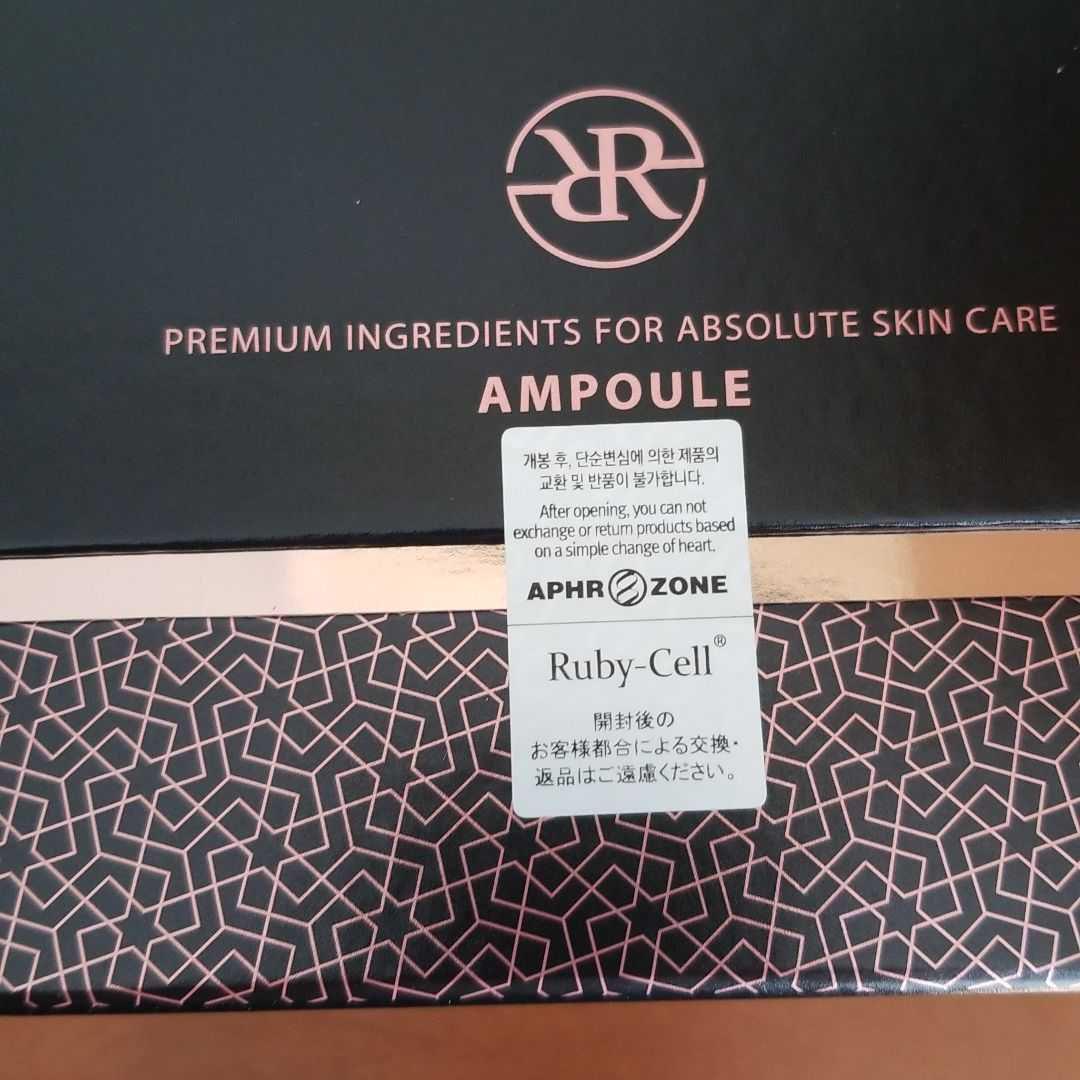 RR
PREMIUM INGREDIENTS FOR ABSOLUTE SKIN CARE
AMPOULE
개봉 후, 단순변심에 의한 제품의
교환 및 반품이 불가합니다.
After opening, you can not
exchange or return products based
on a simple change of heart.
APHROZONE
Ruby-Cell®
開封後の
お客様都合による交換・
返品はご遠慮ください。